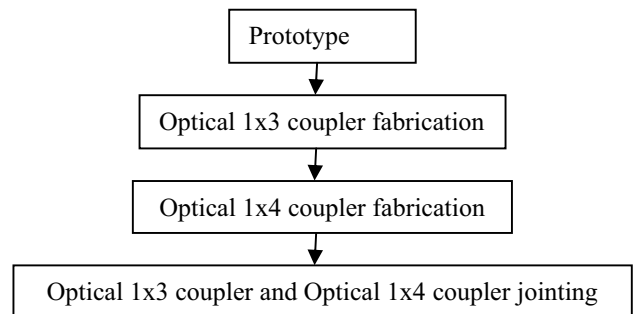 Prototype
Optical 1x3 coupler fabrication
Optical 1x4 coupler fabrication
Optical 1x3 coupler and Optical 1x4 coupler jointing